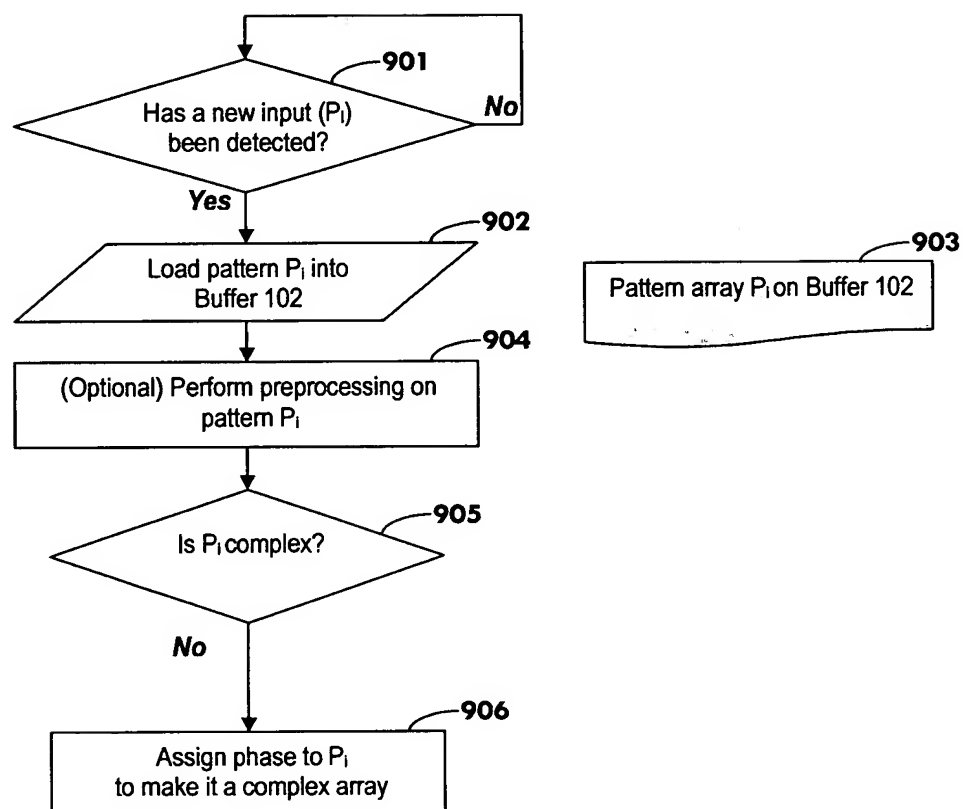 901
Has a new input (Pi)
been detected?
No
Yes
902
Load pattern Pi into
Buffer 102
903
Pattern array Pi on Buffer 102
904
(Optional) Perform preprocessing on
pattern Pi
905
Is Pi complex?
No
906
Assign phase to Pi
to make it a complex array